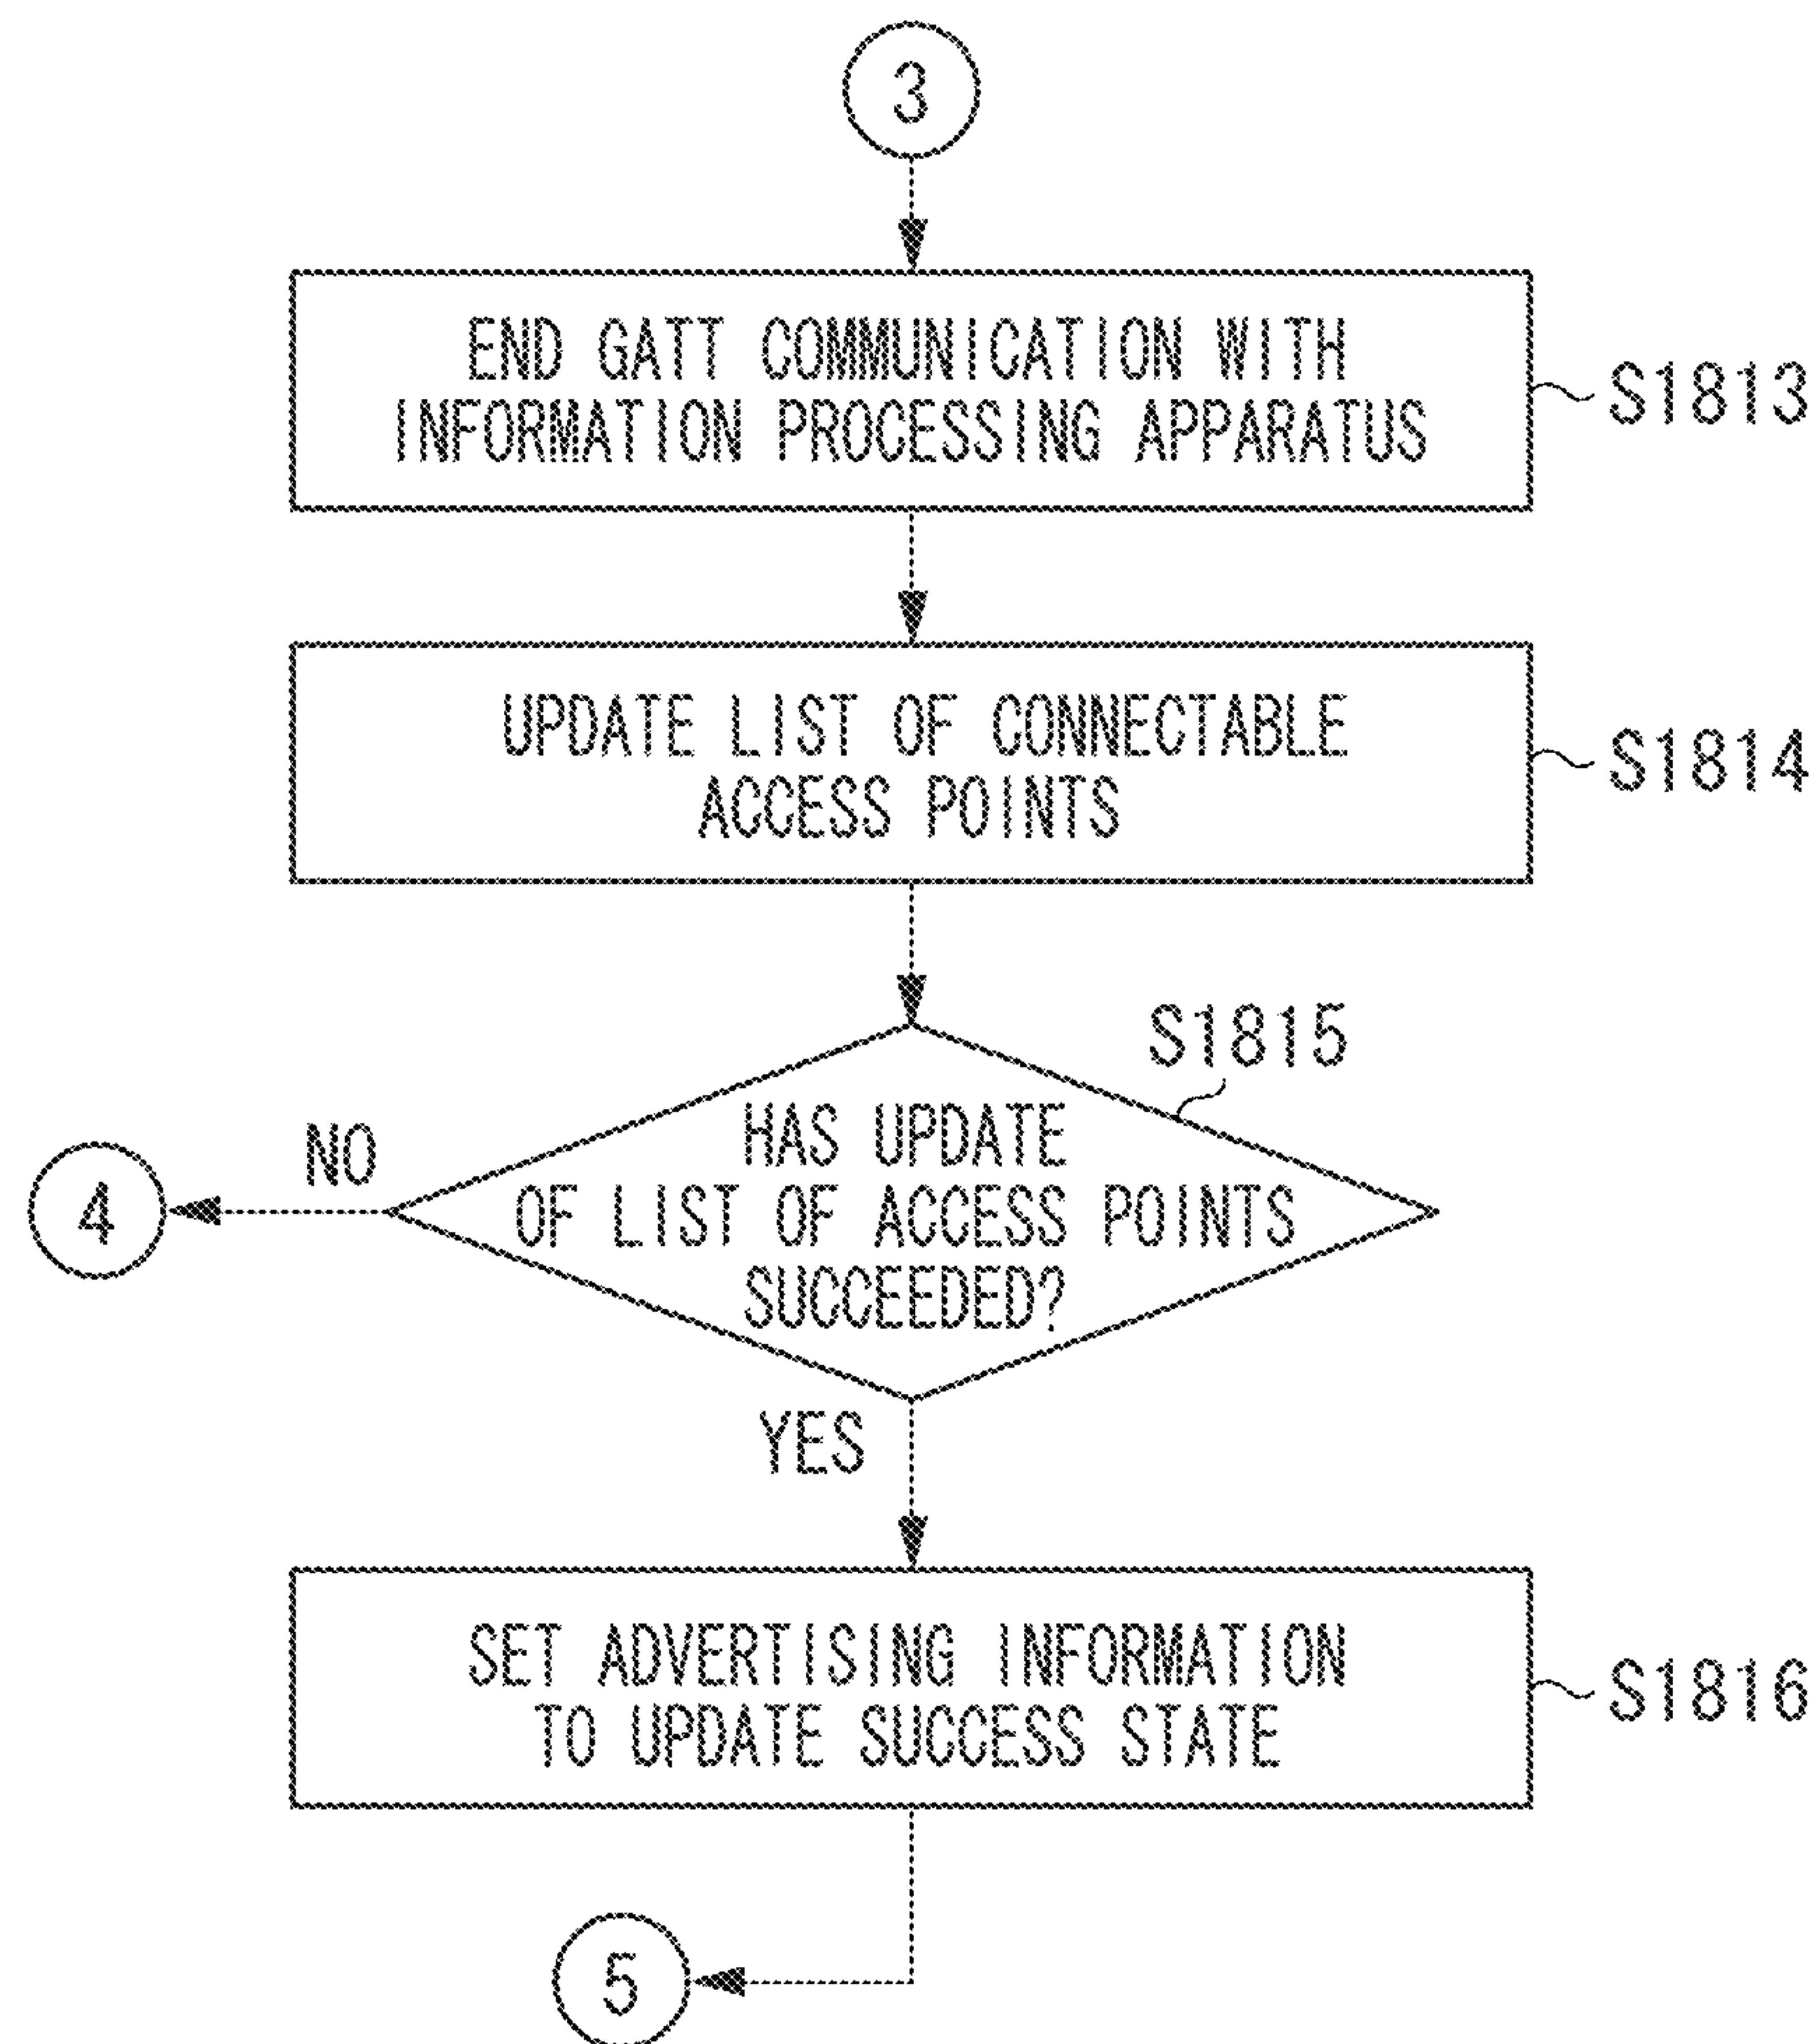 3
END GATT COMMUNICATION WITH
INFORMATION PROCESSING APPARATUS
S1813
UPDATE LIST OF CONNECTABLE
ACCESS POINTS
S1814
S1815
HAS UPDATE
OF LIST OF ACCESS POINTS
SUCCEEDED?
NO
4
YES
SET ADVERTISING INFORMATION
TO UPDATE SUCCESS STATE
S1816
5